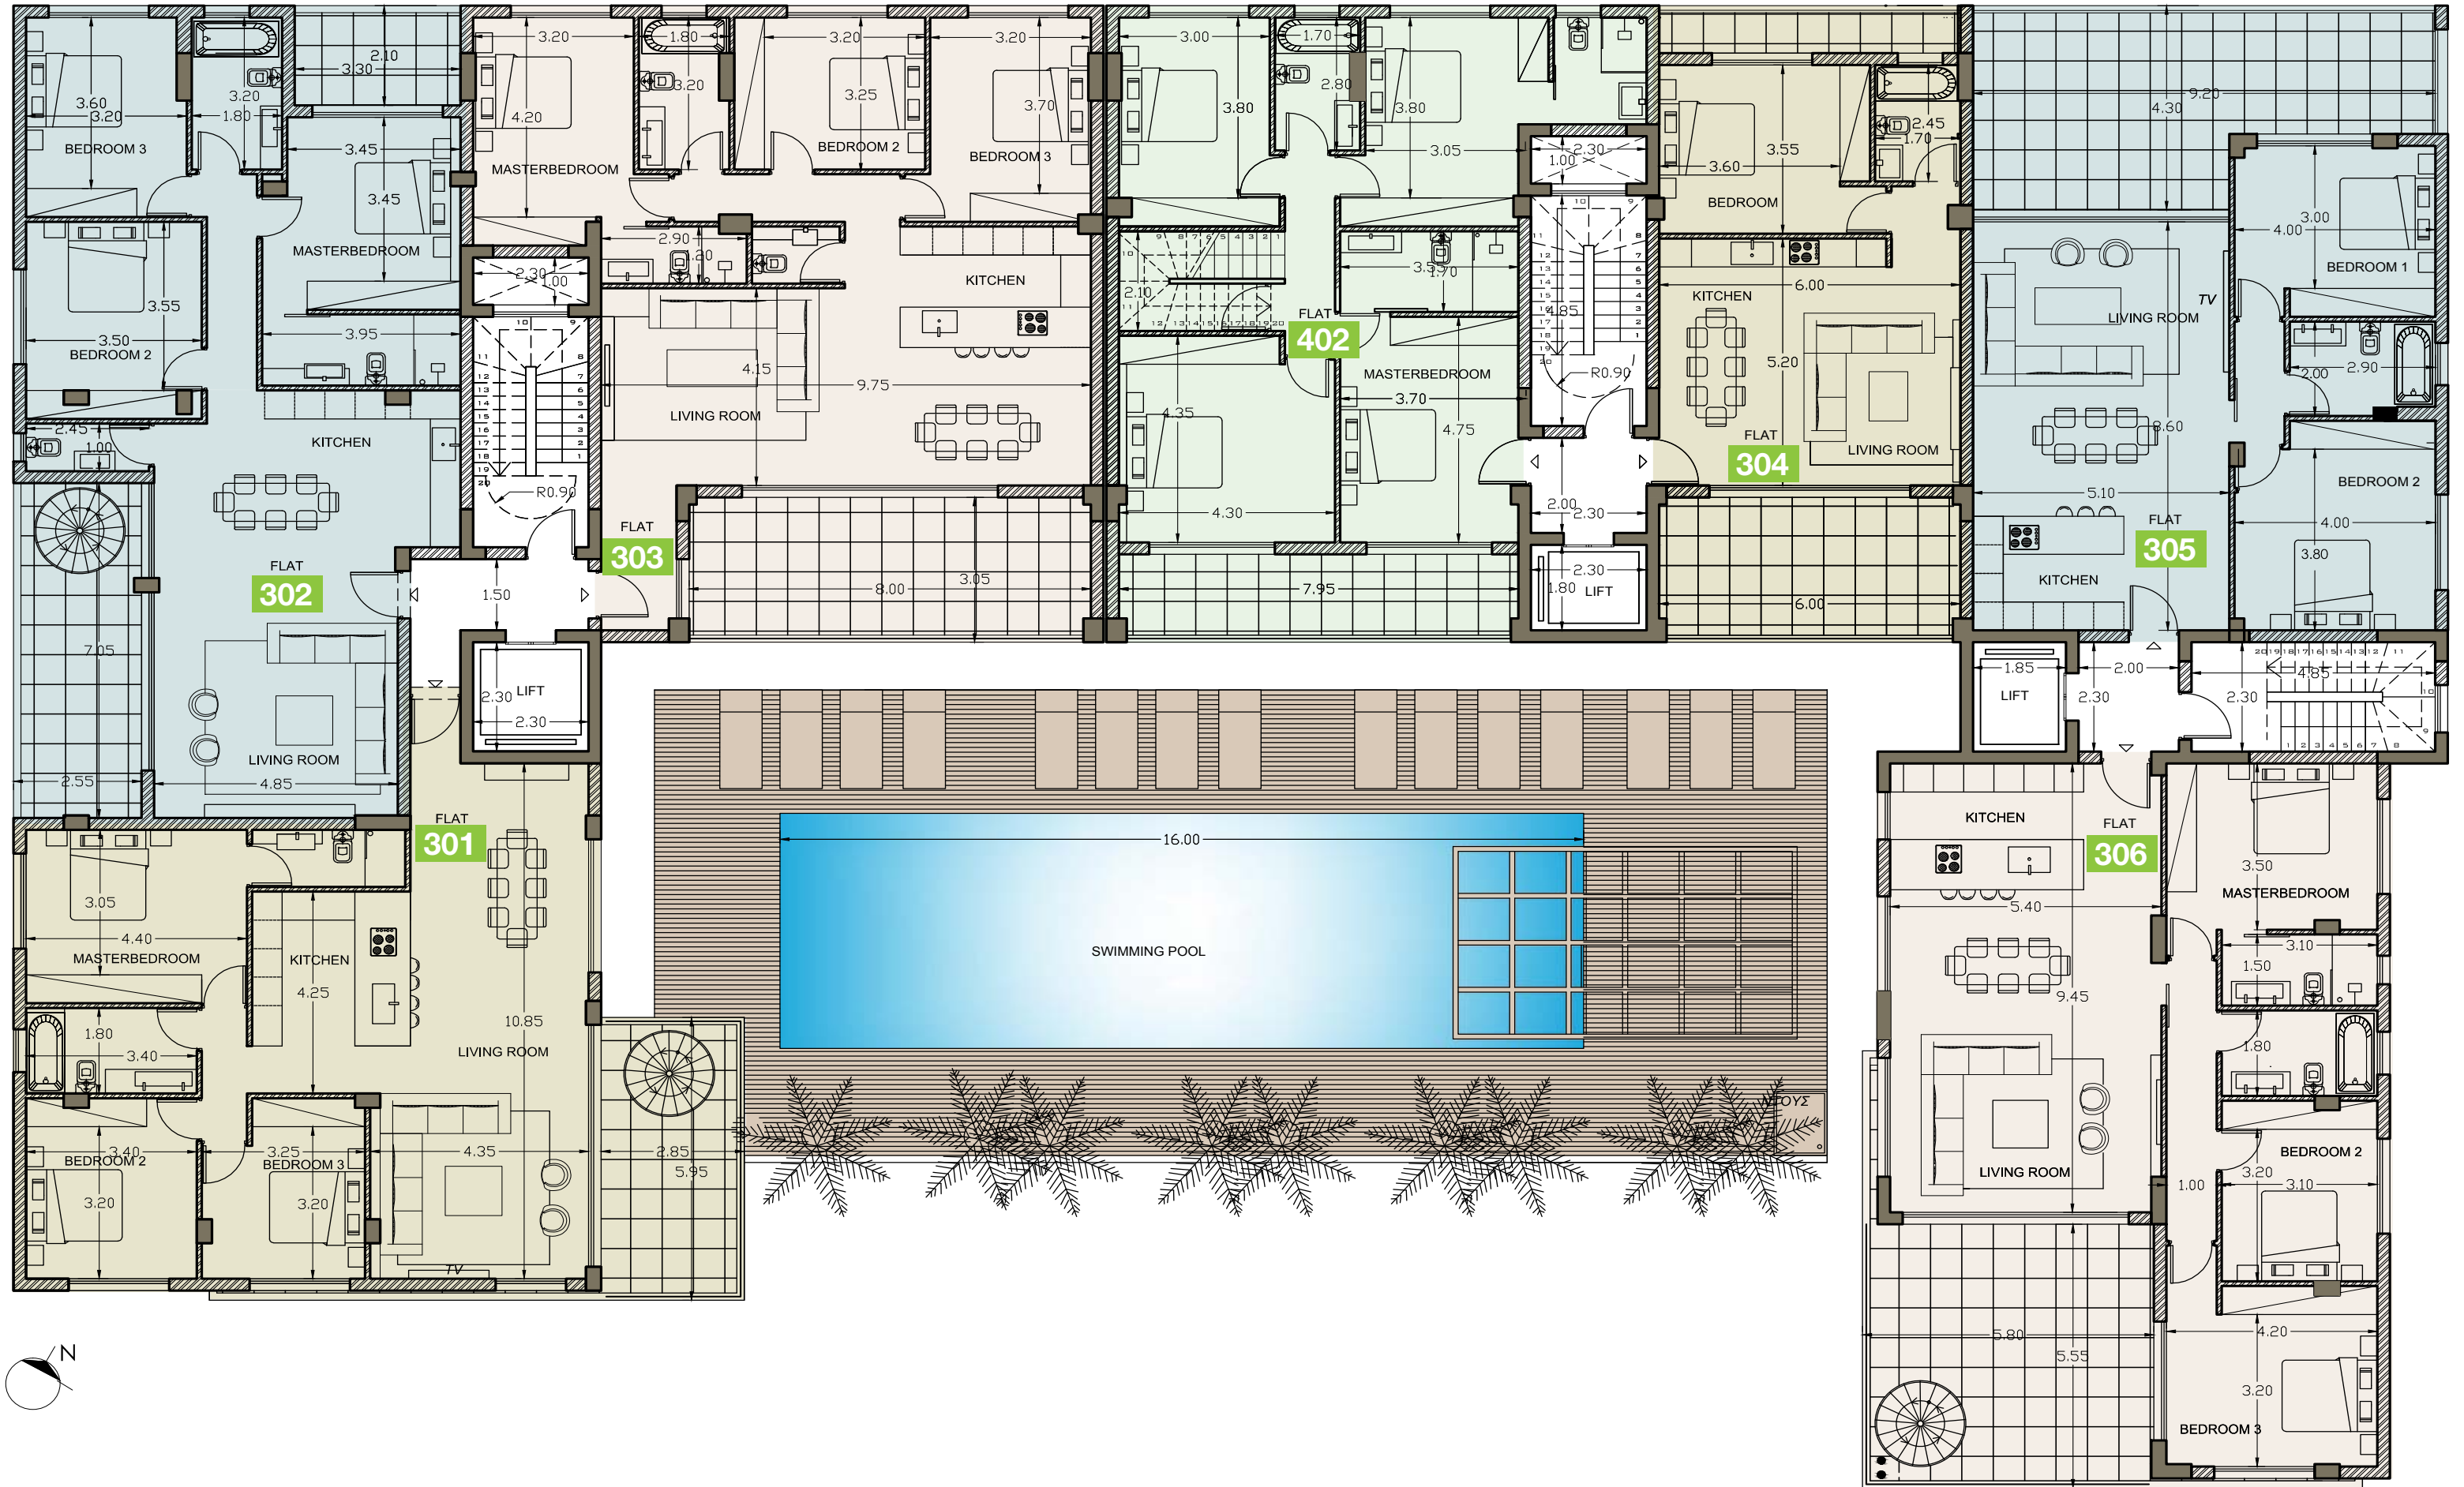 3.60
3.20
BEDROOM 3
3.20
1.80
2.10
3.30
3.45
3.45
MASTERBEDROOM
3.55
3.50
BEDROOM 2
3.95
2.45
1.00
KITCHEN
FLAT
302
7.05
2.55
4.85
LIVING ROOM
3.20
4.20
MASTERBEDROOM
1.80
3.20
3.20
3.25
BEDROOM 2
3.20
3.70
BEDROOM 3
2.90
1.20
2.30
1.00
KITCHEN
4.15
9.75
LIVING ROOM
R0.90
FLAT
303
8.00
3.05
1.50
2.30
LIFT
2.30
3.00
3.80
1.70
2.80
3.80
3.05
2.10
3.55
1.70
FLAT
402
MASTERBEDROOM
3.70
4.35
4.75
4.30
7.95
2.30
1.00
4.85
R0.90
2.00
2.30
2.30
1.80
LIFT
3.55
3.60
BEDROOM
2.45
1.70
KITCHEN
6.00
5.20
FLAT
304
LIVING ROOM
6.00
9.20
4.30
3.00
4.00
BEDROOM 1
TV
LIVING ROOM
2.00
2.90
8.60
5.10
BEDROOM 2
FLAT
305
4.00
3.80
KITCHEN
1.85
LIFT
2.00
2.30
2.30
4.85
FLAT
301
3.05
4.40
MASTERBEDROOM
KITCHEN
4.25
1.80
3.40
10.85
LIVING ROOM
3.40
BEDROOM 2
3.20
3.25
BEDROOM 3
3.20
4.35
TV
2.85
5.95
16.00
SWIMMING POOL
ΝΤΟΥΣ
KITCHEN
FLAT
306
3.50
MASTERBEDROOM
5.40
3.10
1.50
9.45
1.80
BEDROOM 2
3.20
3.10
LIVING ROOM
1.00
5.80
5.55
4.20
3.20
BEDROOM 3
N